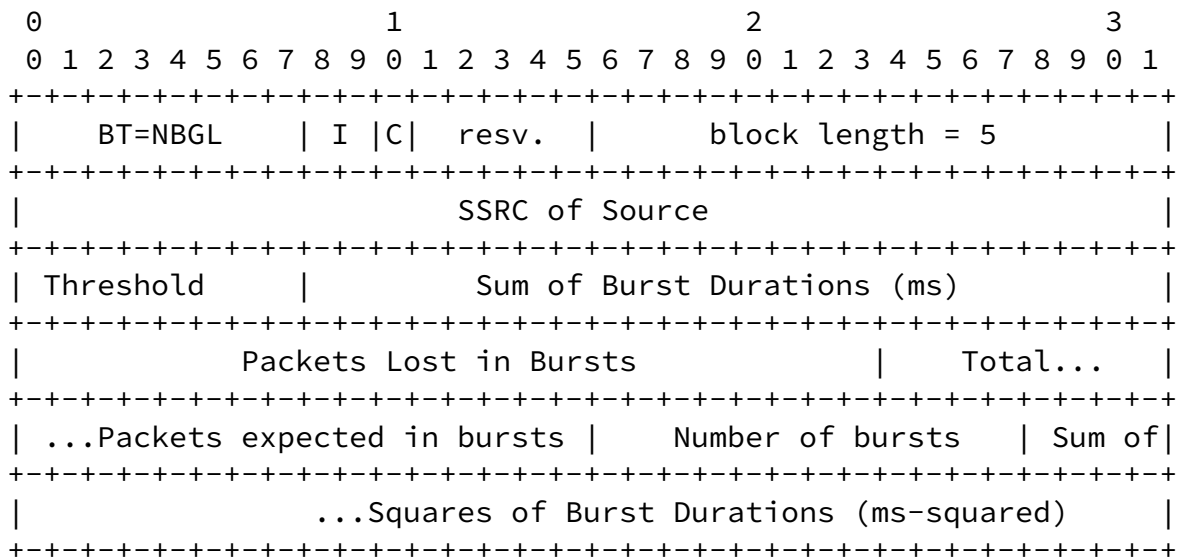 0                   1                   2                   3
 0 1 2 3 4 5 6 7 8 9 0 1 2 3 4 5 6 7 8 9 0 1 2 3 4 5 6 7 8 9 0 1
+-+-+-+-+-+-+-+-+-+-+-+-+-+-+-+-+-+-+-+-+-+-+-+-+-+-+-+-+-+-+-+-+
|    BT=NBGL    | I |C|  resv.  |      block length = 5         |
+-+-+-+-+-+-+-+-+-+-+-+-+-+-+-+-+-+-+-+-+-+-+-+-+-+-+-+-+-+-+-+-+
|                        SSRC of Source                         |
+-+-+-+-+-+-+-+-+-+-+-+-+-+-+-+-+-+-+-+-+-+-+-+-+-+-+-+-+-+-+-+-+
| Threshold     |         Sum of Burst Durations (ms)           |
+-+-+-+-+-+-+-+-+-+-+-+-+-+-+-+-+-+-+-+-+-+-+-+-+-+-+-+-+-+-+-+-+
|            Packets Lost in Bursts             |    Total...   |
+-+-+-+-+-+-+-+-+-+-+-+-+-+-+-+-+-+-+-+-+-+-+-+-+-+-+-+-+-+-+-+-+
| ...Packets expected in bursts |    Number of bursts   | Sum of|
+-+-+-+-+-+-+-+-+-+-+-+-+-+-+-+-+-+-+-+-+-+-+-+-+-+-+-+-+-+-+-+-+
|                ...Squares of Burst Durations (ms-squared)     |
+-+-+-+-+-+-+-+-+-+-+-+-+-+-+-+-+-+-+-+-+-+-+-+-+-+-+-+-+-+-+-+-+